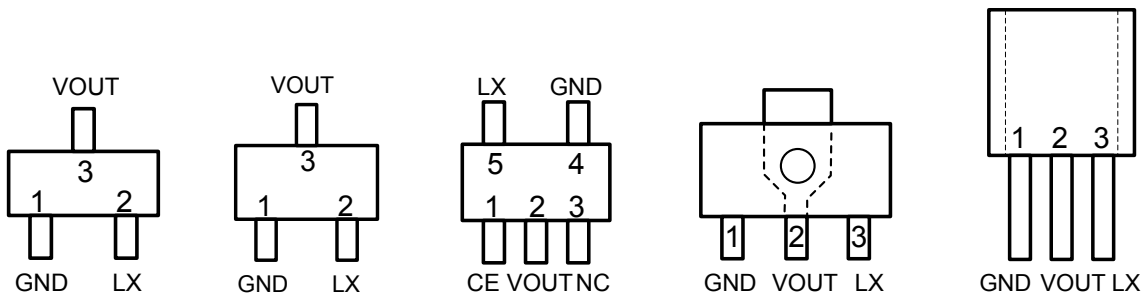 VOUT
3
1 2
GND LX
VOUT
3
1 2
GND LX
LX GND
5 4
1 2 3
CE VOUT NC
1 2 3
GND VOUT LX
1 2 3
GND VOUT LX